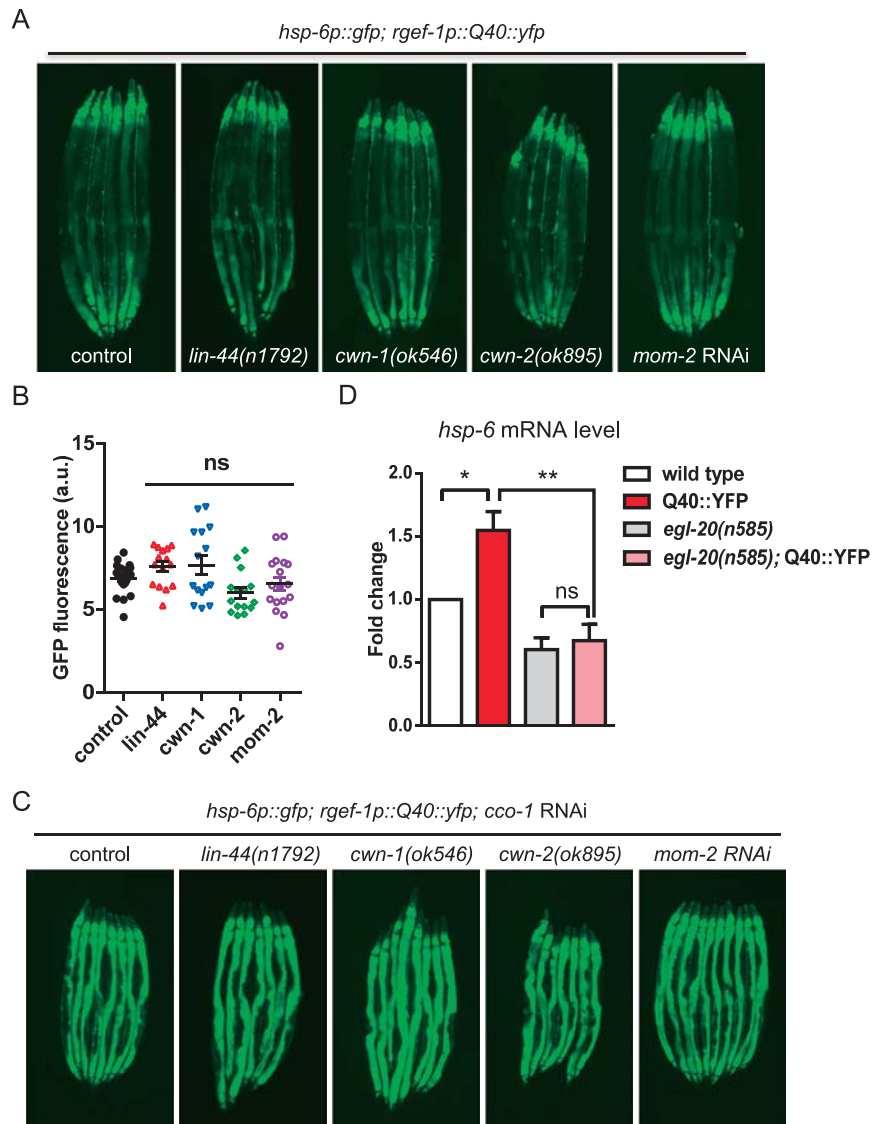 A
hsp-6p::gfp; rgef-1p::Q40::yfp
control
lin-44(n1792)
cwn-1(ok546)
cwn-2(ok895)
mom-2 RNAi
B
GFP fluorescence (a.u.)
15
10
5
0
ns
control
lin-44
cwn-1
cwn-2
mom-2
D
hsp-6 mRNA level
Fold change
2.0
1.5
1.0
0.5
0.0
*
**
ns
wild type
Q40::YFP
egl-20(n585)
egl-20(n585); Q40::YFP
C
hsp-6p::gfp; rgef-1p::Q40::yfp; cco-1 RNAi
control
lin-44(n1792)
cwn-1(ok546)
cwn-2(ok895)
mom-2 RNAi